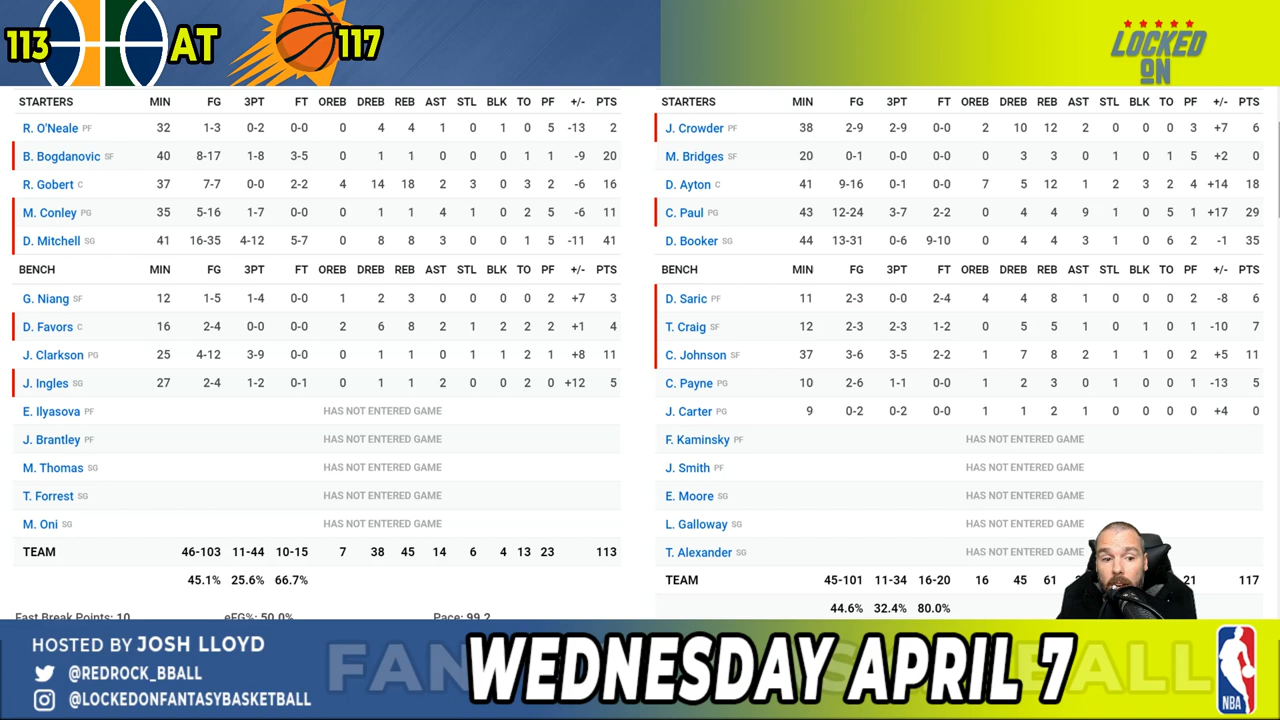 113 AT 117
LOCKED
ON
STARTERS MIN FG 3PT FT OREB DREB REB AST STL BLK TO PF +/- PTS
R. O'Neale PF 32 1-3 0-2 0-0 0 4 4 1 0 1 0 5 -13 2
B. Bogdanovic SF 40 8-17 1-8 3-5 0 1 1 0 0 0 1 1 -9 20
R. Gobert C 37 7-7 0-0 2-2 4 14 18 2 3 0 3 2 -6 16
M. Conley PG 35 5-16 1-7 0-0 0 1 1 4 1 0 2 5 -6 11
D. Mitchell SG 41 16-35 4-12 5-7 0 8 8 3 0 0 1 5 -11 41
BENCH MIN FG 3PT FT OREB DREB REB AST STL BLK TO PF +/- PTS
G. Niang SF 12 1-5 1-4 0-0 1 2 3 0 0 0 0 2 +7 3
D. Favors C 16 2-4 0-0 0-0 2 6 8 2 1 2 2 2 +1 4
J. Clarkson PG 25 4-12 3-9 0-0 0 1 1 0 1 1 2 1 +8 11
J. Ingles SG 27 2-4 1-2 0-1 0 1 1 2 0 0 2 0 +12 5
E. Ilyasova PF HAS NOT ENTERED GAME
J. Brantley PF HAS NOT ENTERED GAME
M. Thomas SG HAS NOT ENTERED GAME
T. Forrest SG HAS NOT ENTERED GAME
M. Oni SG HAS NOT ENTERED GAME
TEAM 46-103 11-44 10-15 7 38 45 14 6 4 13 23 113
45.1% 25.6% 66.7%
Fast Break Points: 10 eFG%: 50.0% Pace: 99.2
STARTERS MIN FG 3PT FT OREB DREB REB AST STL BLK TO PF +/- PTS
J. Crowder PF 38 2-9 2-9 0-0 2 10 12 2 0 0 0 3 +7 6
M. Bridges SF 20 0-1 0-0 0-0 0 3 3 0 1 0 1 5 +2 0
D. Ayton C 41 9-16 0-1 0-0 7 5 12 1 2 3 2 4 +14 18
C. Paul PG 43 12-24 3-7 2-2 0 4 4 9 1 0 5 1 +17 29
D. Booker SG 44 13-31 0-6 9-10 0 4 4 3 1 0 6 2 -1 35
BENCH MIN FG 3PT FT OREB DREB REB AST STL BLK TO PF +/- PTS
D. Saric PF 11 2-3 0-0 2-4 4 4 8 1 0 0 0 2 -8 6
T. Craig SF 12 2-3 2-3 1-2 0 5 5 1 0 1 0 1 -10 7
C. Johnson SF 37 3-6 3-5 2-2 1 7 8 2 1 1 0 2 +5 11
C. Payne PG 10 2-6 1-1 0-0 1 2 3 0 1 0 0 1 -13 5
J. Carter PG 9 0-2 0-2 0-0 1 1 2 1 0 0 0 0 +4 0
F. Kaminsky PF HAS NOT ENTERED GAME
J. Smith PF HAS NOT ENTERED GAME
E. Moore SG HAS NOT ENTERED GAME
L. Galloway SG HAS NOT ENTERED GAME
T. Alexander SG HAS NOT ENTERED GAME
TEAM 45-101 11-34 16-20 16 45 61 21 117
44.6% 32.4% 80.0%
HOSTED BY JOSH LLOYD
@REDROCK_BBALL
@LOCKEDONFANTASYBASKETBALL
WEDNESDAY APRIL 7
NBA